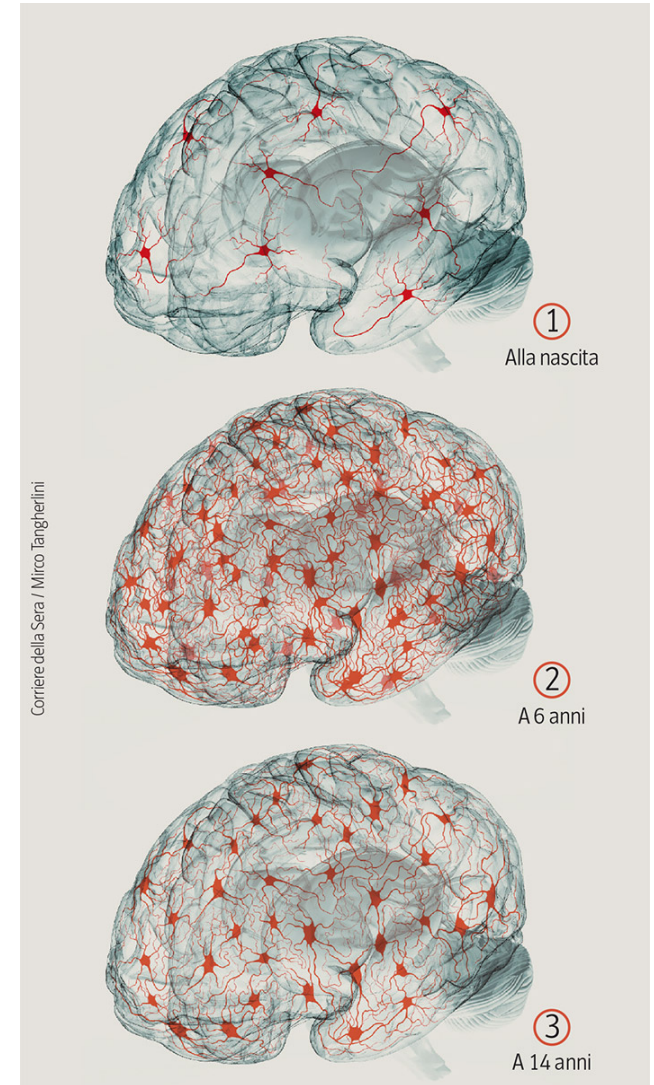 1
Alla nascita
Corriere della Sera / Mirco Tangherlini
2
A 6 anni
3
A 14 anni